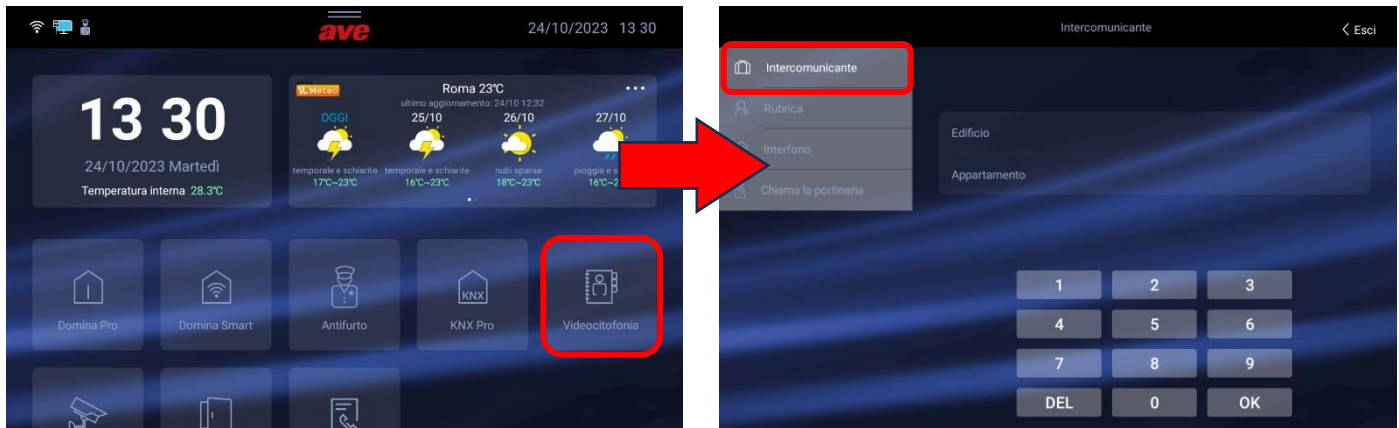 ave
24/10/2023 13 30
13 30
24/10/2023 Martedì
Temperatura interna 28.3℃
IL Meteo
Roma 23℃
ultimo aggiornamento: 24/10 12:32
OGGI 25/10 26/10 27/10
temporale e schiarite temporale e schiarite nubi sparse pioggia e s
17℃~23℃ 16℃~23℃ 18℃~23℃ 16℃~2
Domina Pro Domina Smart Antifurto KNX KNX Pro Videocitofonia
Intercomunicante
Esci
Intercomunicante
Rubrica
Interfono
Chiama la portineria
Edificio
Appartamento
1 2 3
4 5 6
7 8 9
DEL 0 OK